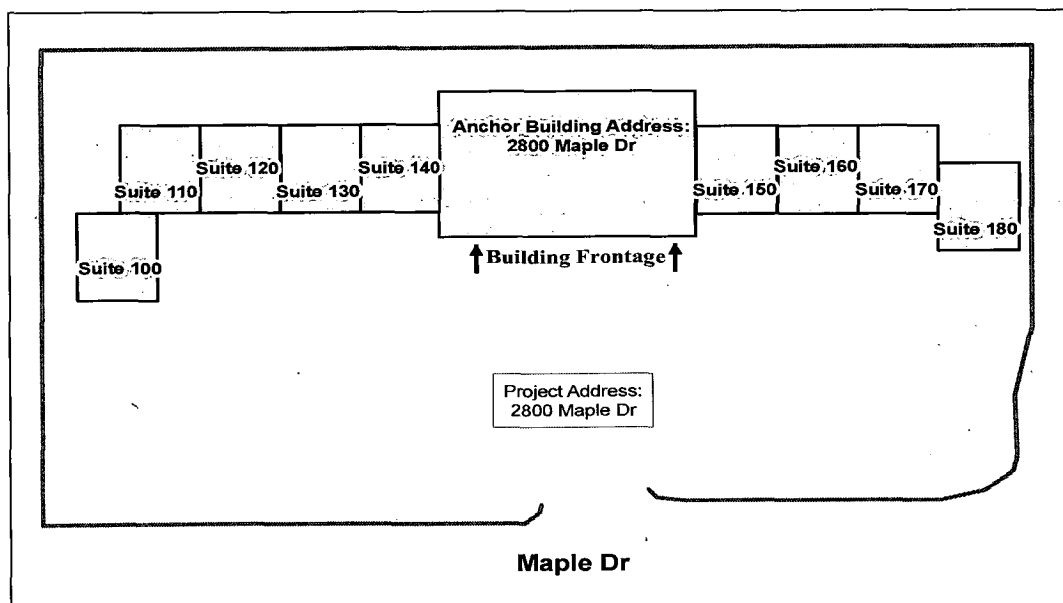 Anchor Building Address:
2800 Maple Dr
Suite 110
Suite 120
Suite 130
Suite 140
Suite 150
Suite 160
Suite 170
Suite 180
Suite 100
Building Frontage
Project Address:
2800 Maple Dr
Maple Dr